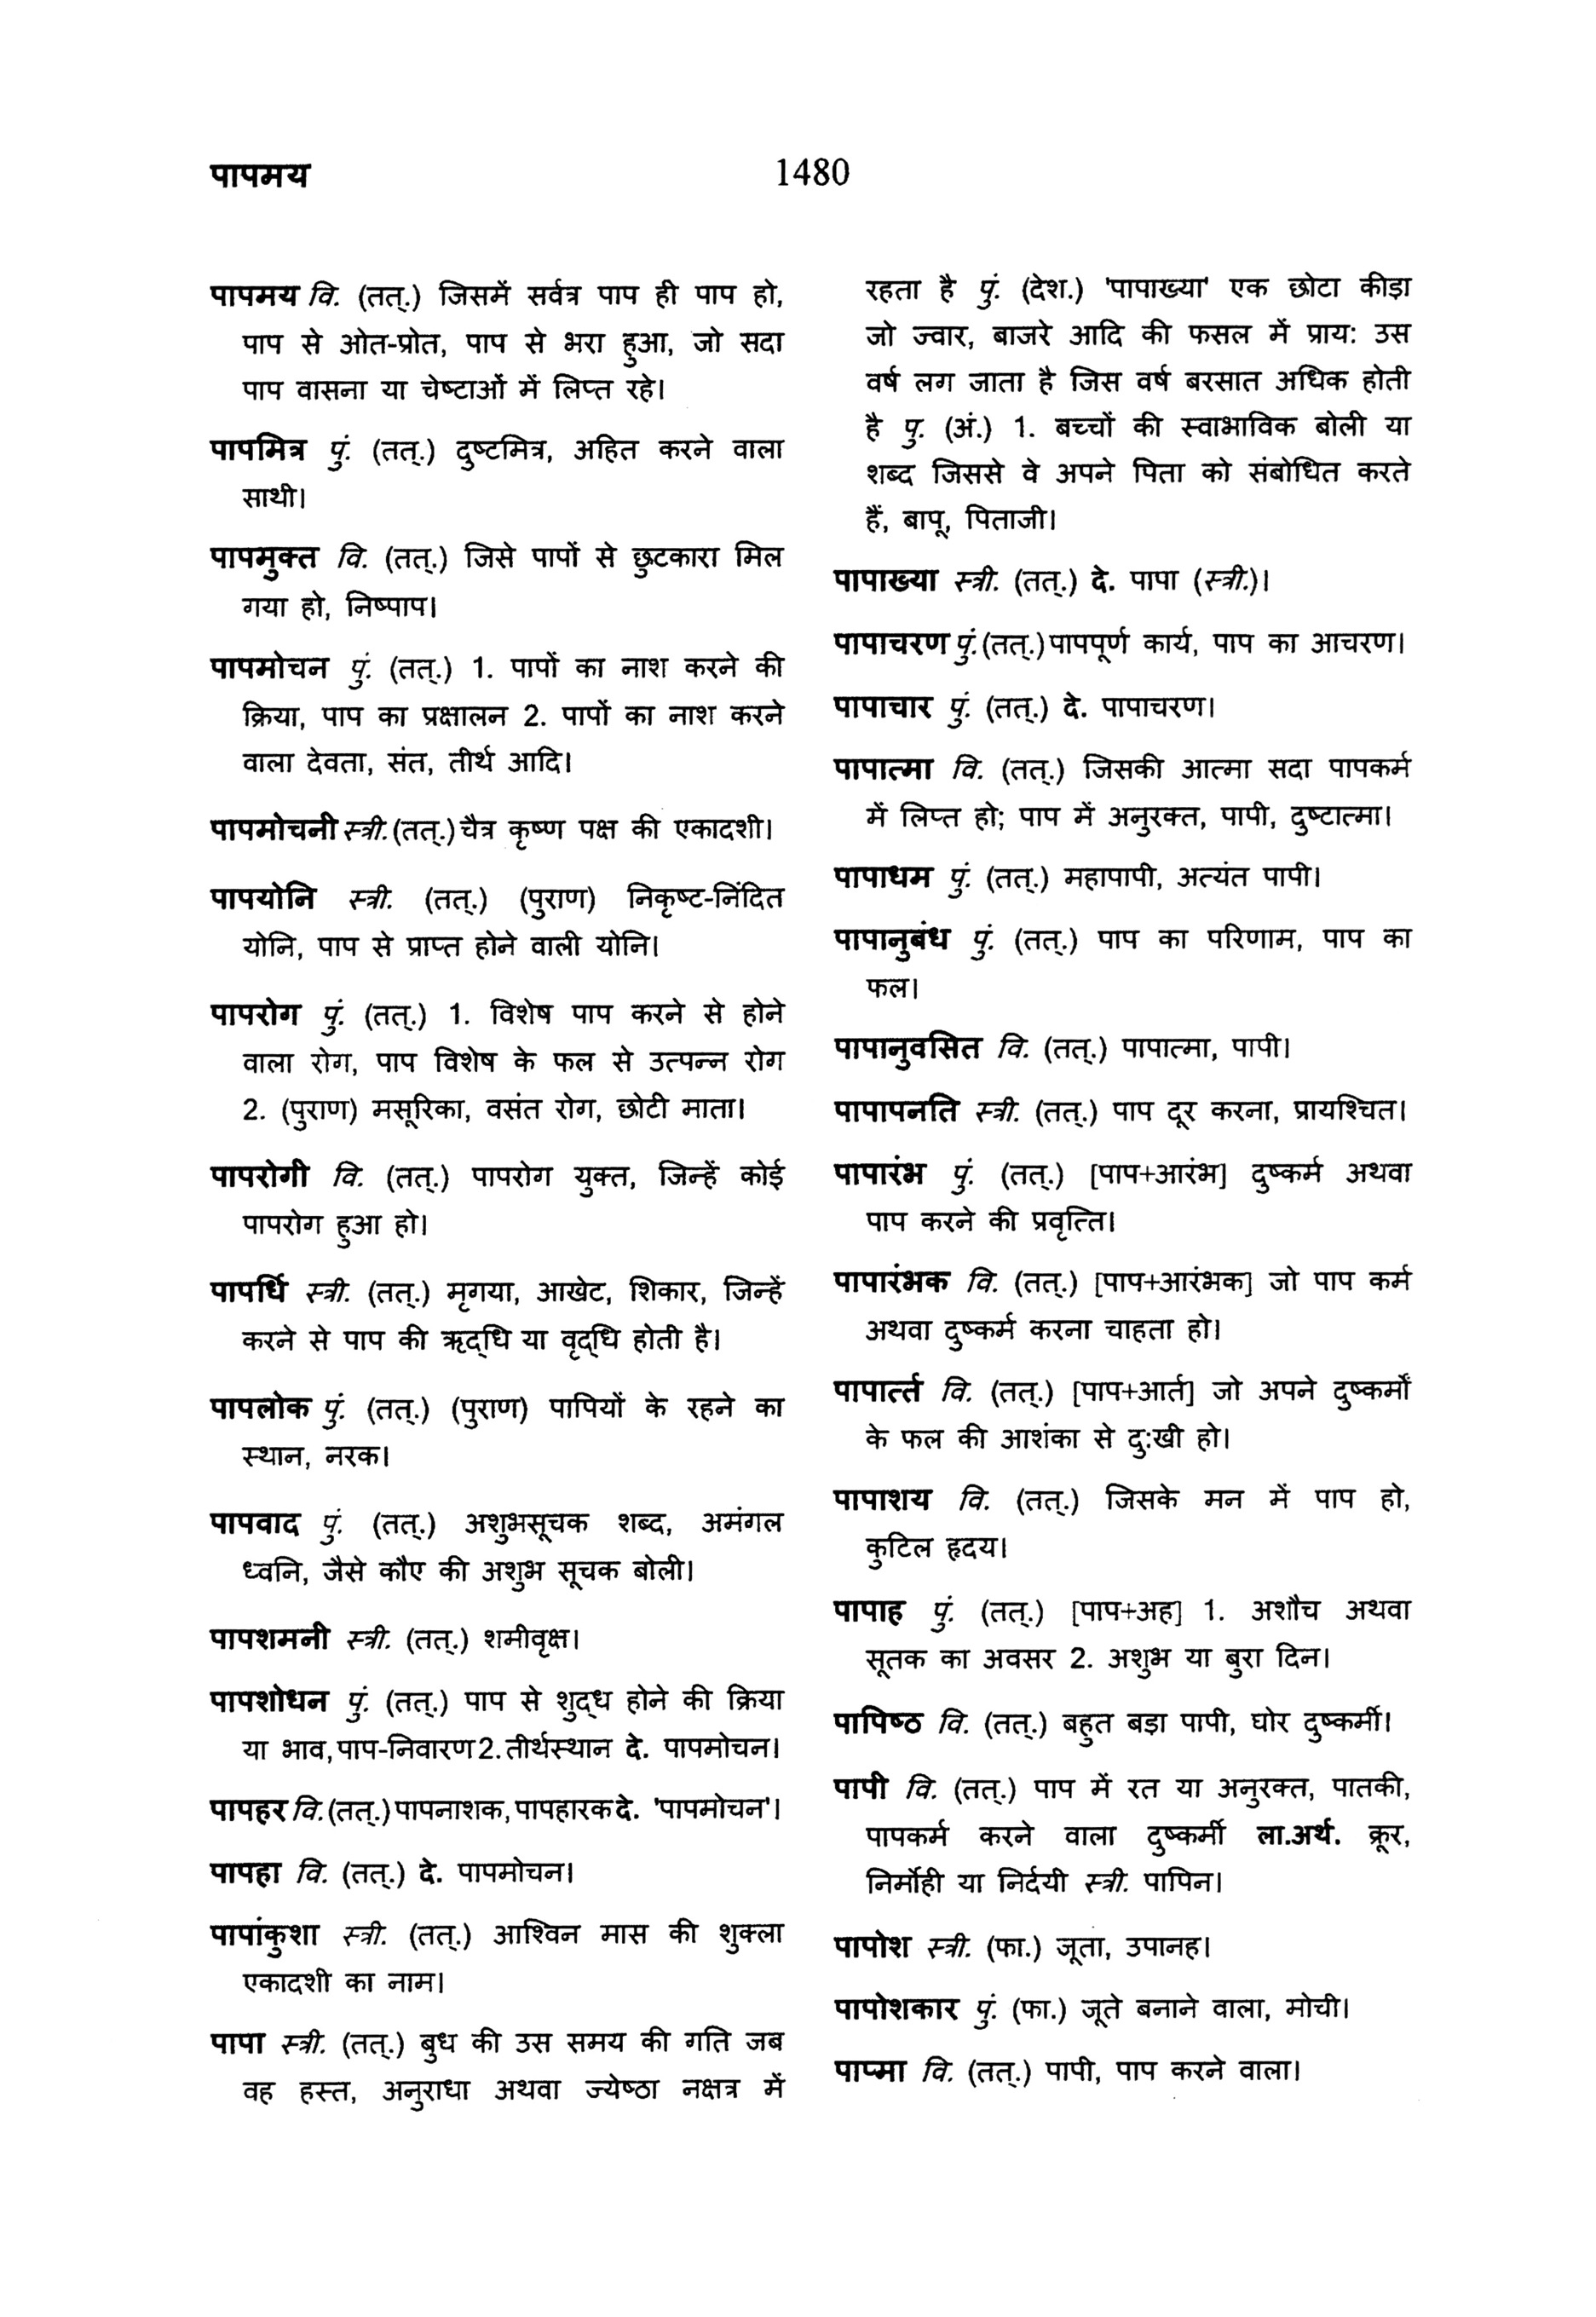 पापमय
1480
पापमय वि. (तत्.) जिसमें सर्वत्र पाप ही पाप हो,
पाप से ओत-प्रोत, पाप से भरा हुआ, जो सदा
पाप वासना या चेष्टाओं में लिप्त रहे।
पापमित्र पुं. (तत्.) दुष्टमित्र, अहित करने वाला
साथी।
पापमुक्त वि. (तत्.) जिसे पापों से छुटकारा मिल
गया हो, निष्पाप।
पापमोचन पुं. (तत्.) 1. पापों का नाश करने की
क्रिया, पाप का प्रक्षालन 2. पापों का नाश करने
वाला देवता, संत, तीर्थ आदि।
पापमोचनी स्त्री. (तत्.) चैत्र कृष्ण पक्ष की एकादशी।
पापयोनि स्त्री. (तत्.) (पुराण) निकृष्ट-निंदित
योनि, पाप से प्राप्त होने वाली योनि।
पापरोग पुं. (तत्.) 1. विशेष पाप करने से होने
वाला रोग, पाप विशेष के फल से उत्पन्न रोग
2. (पुराण) मसूरिका, वसंत रोग, छोटी माता।
पापरोगी वि. (तत्.) पापरोग युक्त, जिन्हें कोई
पापरोग हुआ हो।
पापर्धि स्त्री. (तत्.) मृगया, आखेट, शिकार, जिन्हें
करने से पाप की ऋद्धि या वृद्धि होती है।
पापलोक पुं. (तत्.) (पुराण) पापियों के रहने का
स्थान, नरक।
पापवाद पुं. (तत्.) अशुभसूचक शब्द, अमंगल
ध्वनि, जैसे कौए की अशुभ सूचक बोली।
पापशमनी स्त्री. (तत्.) शमीवृक्ष।
पापशोधन पुं. (तत्.) पाप से शुद्ध होने की क्रिया
या भाव, पाप-निवारण 2. तीर्थस्थान दे. पापमोचन।
पापहर वि. (तत्.) पापनाशक, पापहारक दे. 'पापमोचन'।
पापहा वि. (तत्.) दे. पापमोचन।
पापांकुशा स्त्री. (तत्.) आश्विन मास की शुक्ला
एकादशी का नाम।
पापा स्त्री. (तत्.) बुध की उस समय की गति जब
वह हस्त, अनुराधा अथवा ज्येष्ठा नक्षत्र में
रहता है पुं. (देश.) 'पापाख्या' एक छोटा कीड़ा
जो ज्वार, बाजरे आदि की फसल में प्राय: उस
वर्ष लग जाता है जिस वर्ष बरसात अधिक होती
है पु. (अं.) 1. बच्चों की स्वाभाविक बोली या
शब्द जिससे वे अपने पिता को संबोधित करते
हैं, बापू, पिताजी।
पापाख्या स्त्री. (तत्.) दे. पापा (स्त्री.)।
पापाचरण पुं. (तत्.) पापपूर्ण कार्य, पाप का आचरण।
पापाचार पुं. (तत्.) दे. पापाचरण।
पापात्मा वि. (तत्.) जिसकी आत्मा सदा पापकर्म
में लिप्त हो; पाप में अनुरक्त, पापी, दुष्टात्मा।
पापाधम पुं. (तत्.) महापापी, अत्यंत पापी।
पापानुबंध पुं. (तत्.) पाप का परिणाम, पाप का
फल।
पापानुवसित वि. (तत्.) पापात्मा, पापी।
पापापनति स्त्री. (तत्.) पाप दूर करना, प्रायश्चित।
पापारंभ पुं. (तत्.) [पाप+आरंभ] दुष्कर्म अथवा
पाप करने की प्रवृत्ति।
पापारंभक वि. (तत्.) [पाप+आरंभक] जो पाप कर्म
अथवा दुष्कर्म करना चाहता हो।
पापार्त्त वि. (तत्.) [पाप+आर्त] जो अपने दुष्कर्मों
के फल की आशंका से दु:खी हो।
पापाशय वि. (तत्.) जिसके मन में पाप हो,
कुटिल हृदय।
पापाह पुं. (तत्.) [पाप+अह] 1. अशौच अथवा
सूतक का अवसर 2. अशुभ या बुरा दिन।
पापिष्ठ वि. (तत्.) बहुत बड़ा पापी, घोर दुष्कर्मी।
पापी वि. (तत्.) पाप में रत या अनुरक्त, पातकी,
पापकर्म करने वाला दुष्कर्मी ला.अर्थ. क्रूर,
निर्मोही या निर्दयी स्त्री. पापिन।
पापोश स्त्री. (फा.) जूता, उपानह।
पापोशकार पुं. (फा.) जूते बनाने वाला, मोची।
पाप्मा वि. (तत्.) पापी, पाप करने वाला।